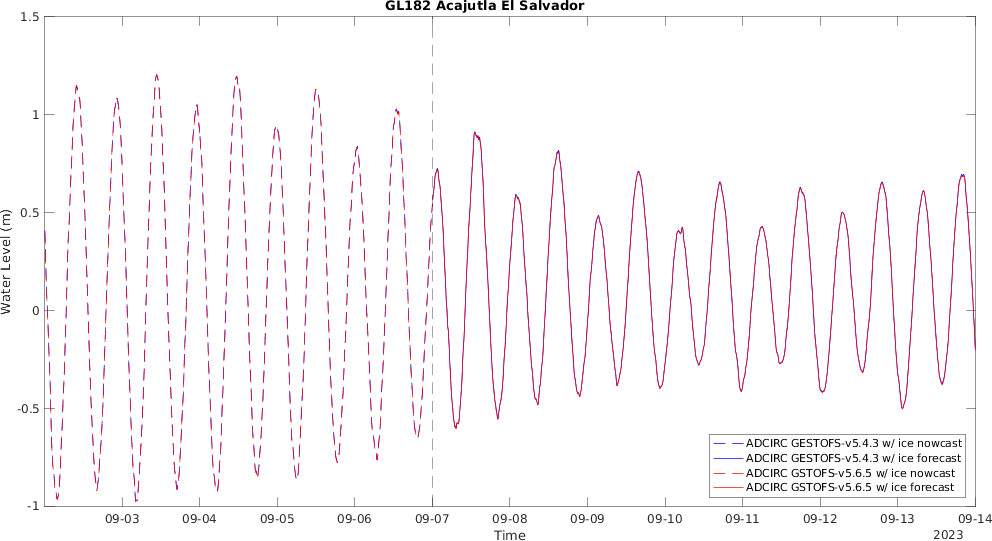 GL182 Acajutla El Salvador
1.5
1
0.5
0
-0.5
-1
Water Level (m)
ADCIRC GESTOFS-v5.4.3 w/ ice nowcast
ADCIRC GESTOFS-v5.4.3 w/ ice forecast
ADCIRC GSTOFS-v5.6.5 w/ ice nowcast
ADCIRC GSTOFS-v5.6.5 w/ ice forecast
09-03 09-04 09-05 09-06 09-07 09-08 09-09 09-10 09-11 09-12 09-13 09-14
Time
2023